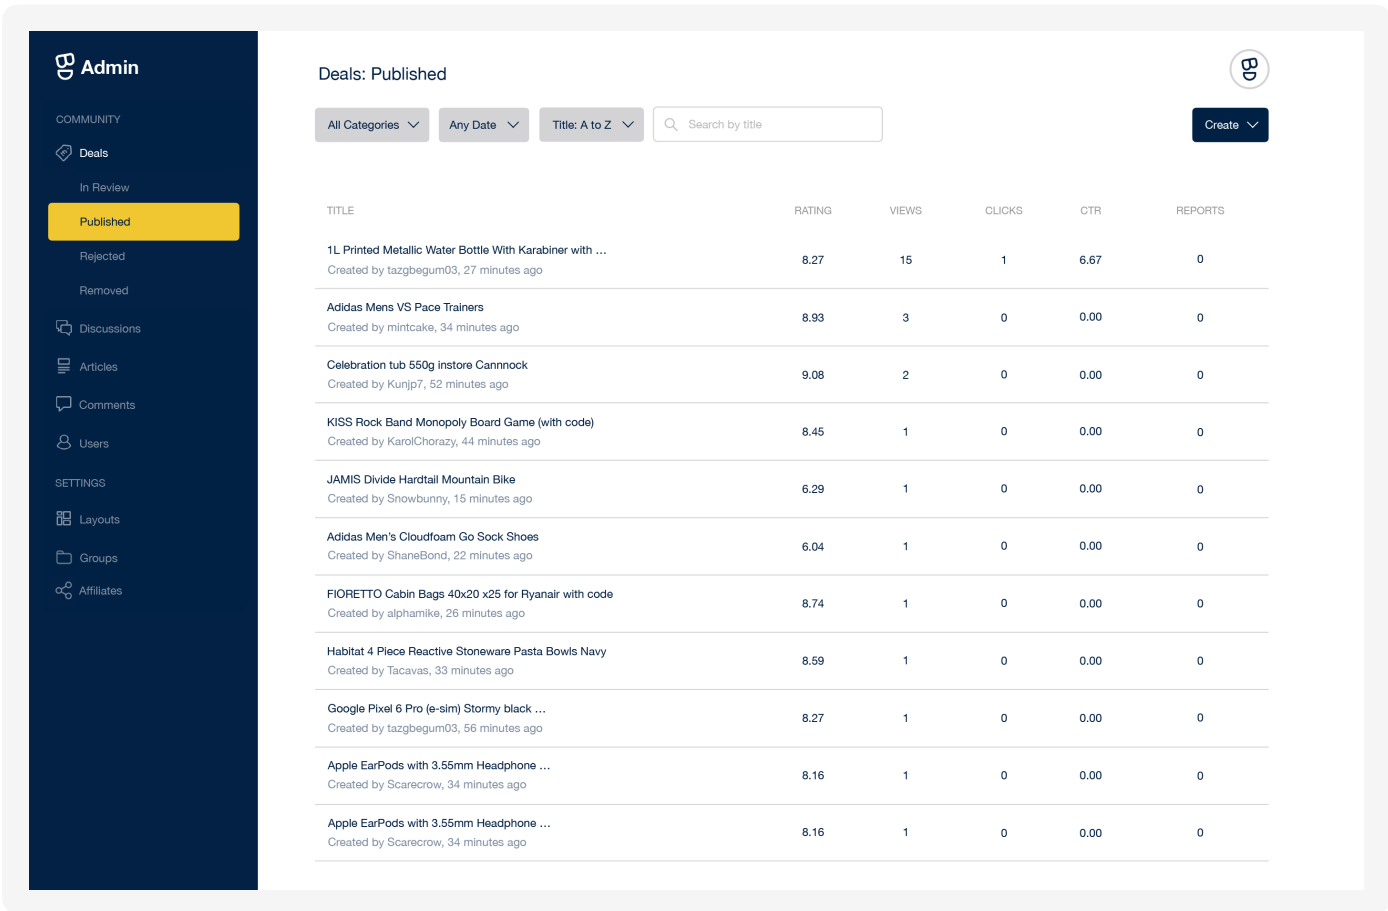 Admin
COMMUNITY
Deals
In Review
Published
Rejected
Removed
Discussions
Articles
Comments
Users
SETTINGS
Layouts
Groups
Affiliates
Deals: Published
All Categories Any Date Title: A to Z Search by title Create
TITLE RATING VIEWS CLICKS CTR REPORTS
1L Printed Metallic Water Bottle With Karabiner with ...
Created by tazgbegum03, 27 minutes ago
8.27 15 1 6.67 0
Adidas Mens VS Pace Trainers
Created by mintcake, 34 minutes ago
8.93 3 0 0.00 0
Celebration tub 550g instore Cannnock
Created by Kunjp7, 52 minutes ago
9.08 2 0 0.00 0
KISS Rock Band Monopoly Board Game (with code)
Created by KarolChorazy, 44 minutes ago
8.45 1 0 0.00 0
JAMIS Divide Hardtail Mountain Bike
Created by Snowbunny, 15 minutes ago
6.29 1 0 0.00 0
Adidas Men's Cloudfoam Go Sock Shoes
Created by ShaneBond, 22 minutes ago
6.04 1 0 0.00 0
FIORETTO Cabin Bags 40x20 x25 for Ryanair with code
Created by alphamike, 26 minutes ago
8.74 1 0 0.00 0
Habitat 4 Piece Reactive Stoneware Pasta Bowls Navy
Created by Tacavas, 33 minutes ago
8.59 1 0 0.00 0
Google Pixel 6 Pro (e-sim) Stormy black ...
Created by tazgbegum03, 56 minutes ago
8.27 1 0 0.00 0
Apple EarPods with 3.55mm Headphone ...
Created by Scarecrow, 34 minutes ago
8.16 1 0 0.00 0
Apple EarPods with 3.55mm Headphone ...
Created by Scarecrow, 34 minutes ago
8.16 1 0 0.00 0